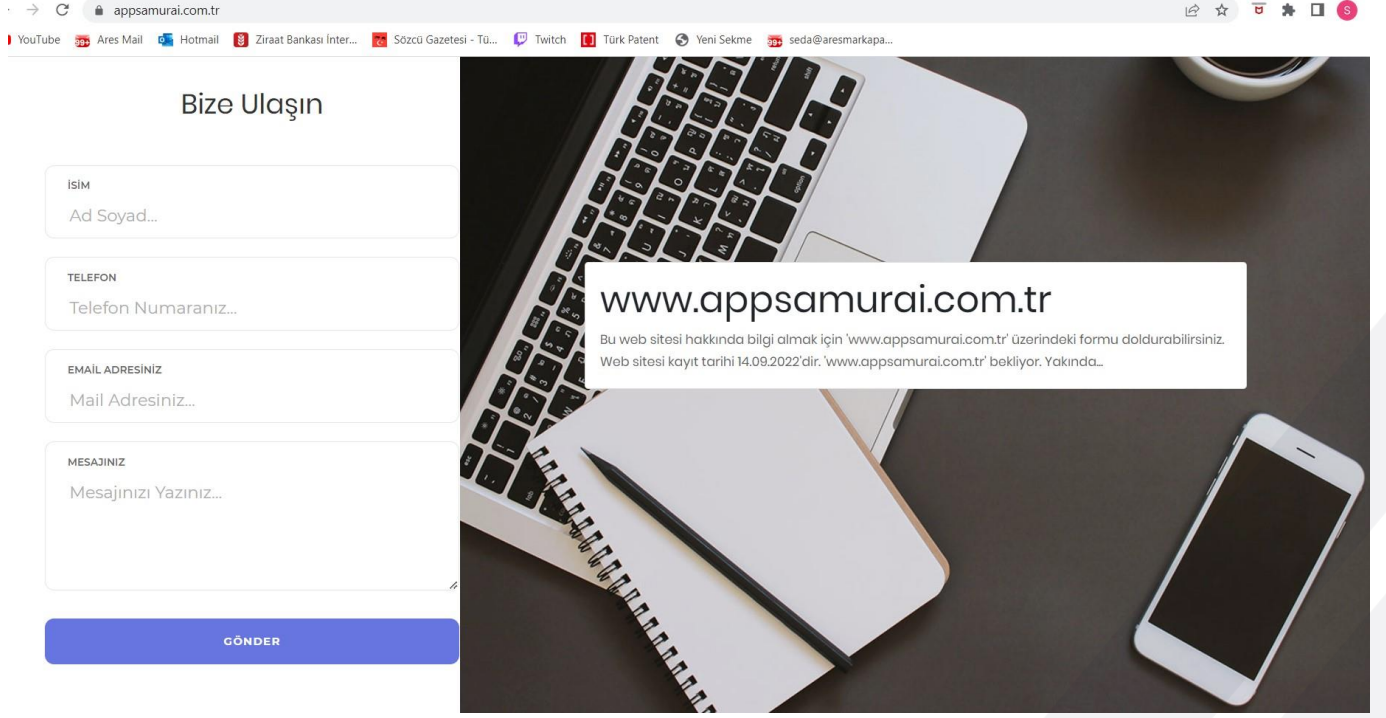 appsamurai.com.tr
S
YouTube 99+ Ares Mail Hotmail Ziraat Bankası İnter... Sözcü Gazetesi - Tü... Twitch Türk Patent Yeni Sekme 99+ seda@aresmarkapa...
Bize Ulaşın
İSİM
Ad Soyad...
TELEFON
Telefon Numaranız...
EMAİL ADRESİNİZ
Mail Adresiniz...
MESAJINIZ
Mesajınızı Yazınız...
GÖNDER
www.appsamurai.com.tr
Bu web sitesi hakkında bilgi almak için 'www.appsamurai.com.tr' üzerindeki formu doldurabilirsiniz.
Web sitesi kayıt tarihi 14.09.2022'dir. 'www.appsamurai.com.tr' bekliyor. Yakında...